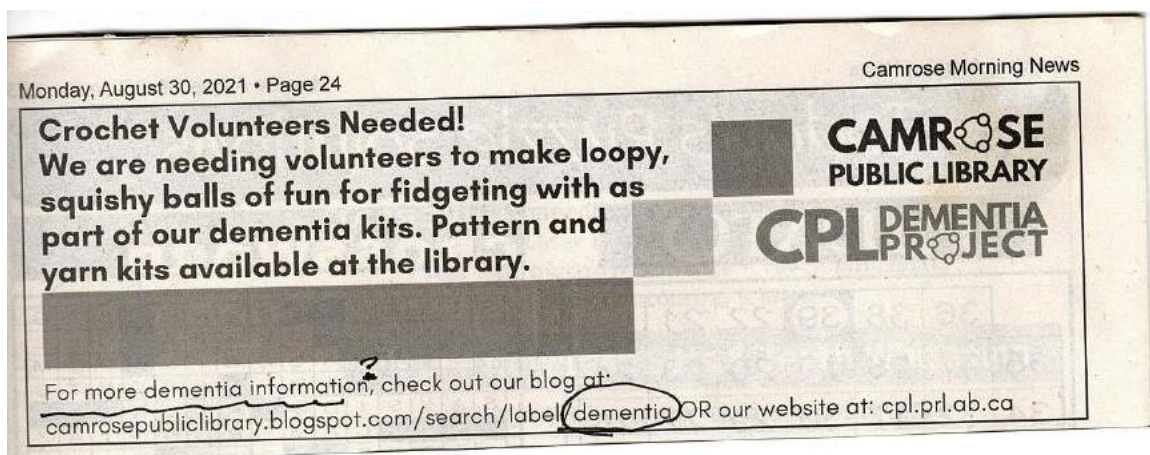 Monday, August 30, 2021 • Page 24
Camrose Morning News
Crochet Volunteers Needed!
We are needing volunteers to make loopy,
squishy balls of fun for fidgeting with as
part of our dementia kits. Pattern and
yarn kits available at the library.
CAMROSE
PUBLIC LIBRARY
CPL DEMENTIA
PROJECT
?
For more dementia information, check out our blog at:
camrosepubliclibrary.blogspot.com/search/label/dementia OR our website at: cpl.prl.ab.ca